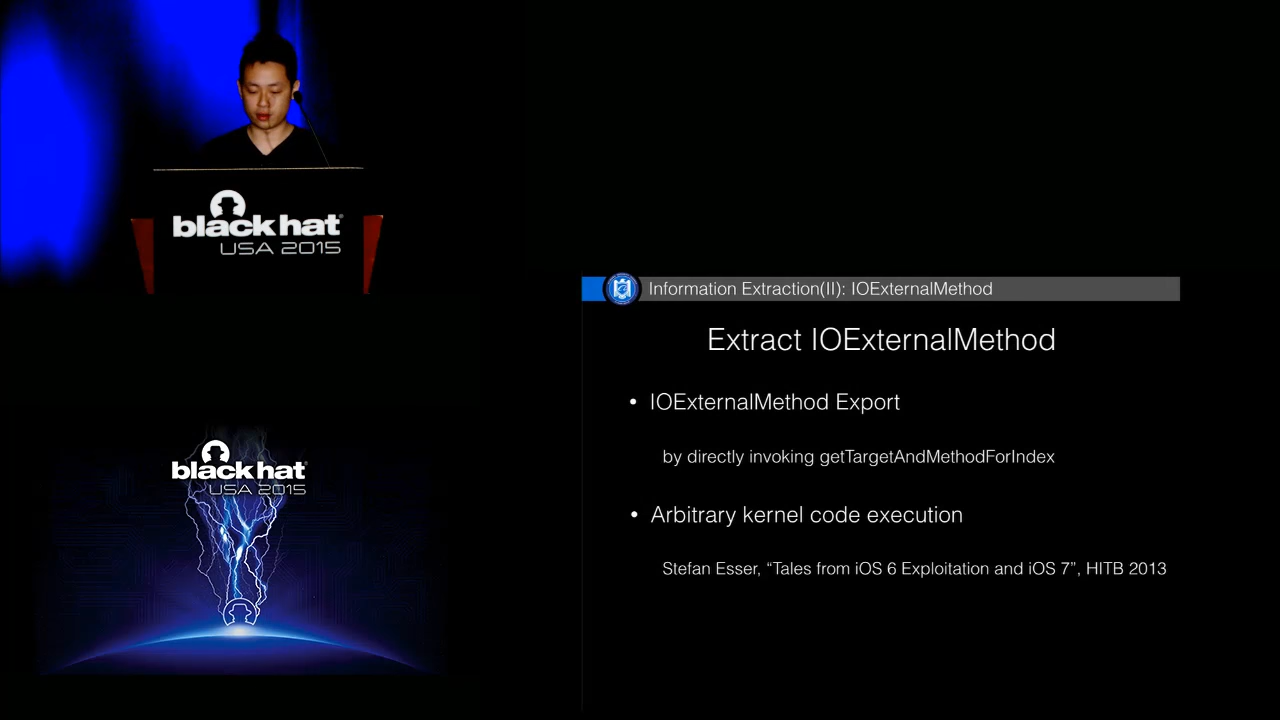 black hat
USA 2015
Information Extraction(II): IOExternalMethod
Extract IOExternalMethod
• IOExternalMethod Export
by directly invoking getTargetAndMethodForIndex
• Arbitrary kernel code execution
Stefan Esser, “Tales from iOS 6 Exploitation and iOS 7”, HITB 2013
black hat
USA 2015